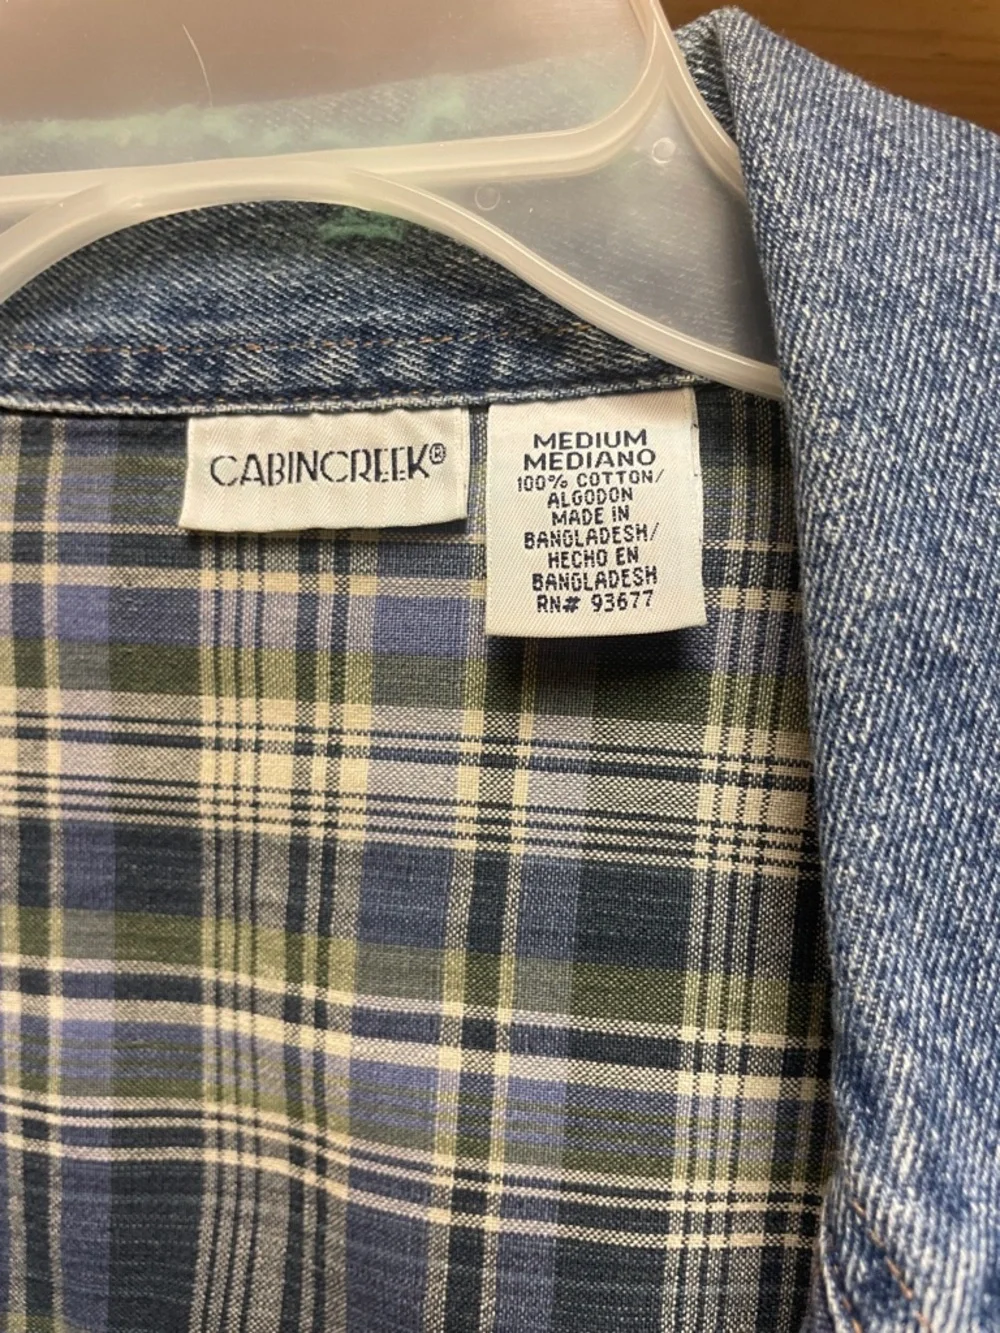 CABINCREEK®
MEDIUM
MEDIANO
100% COTTON/
ALGODON
MADE IN
BANGLADESH/
HECHO EN
BANGLADESH
RN# 93677